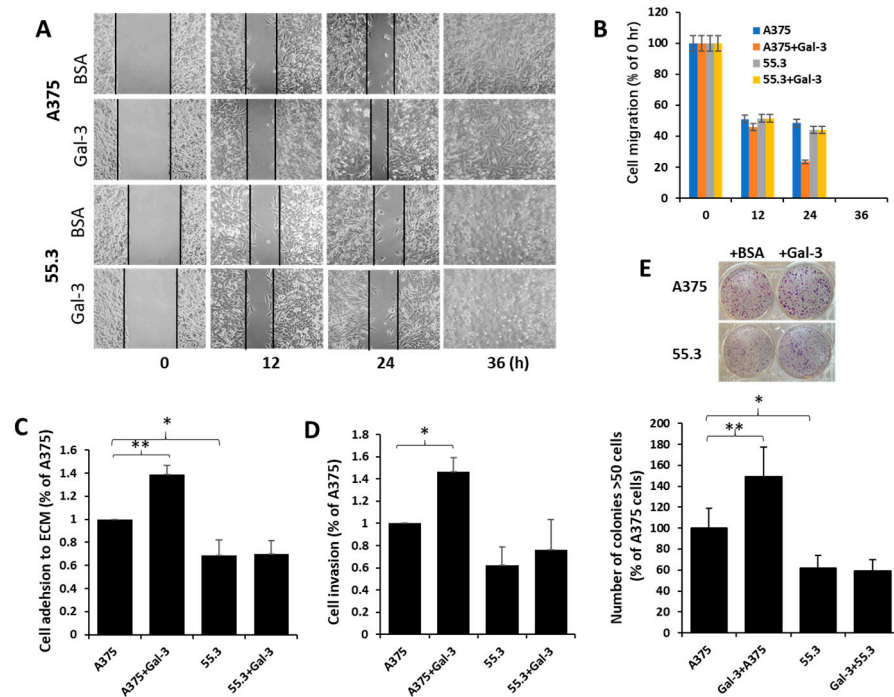 A
BSA
A375
Gal-3
BSA
55.3
Gal-3
0 12 24 36 (h)
B
Cell migration (% of 0 hr)
120
100
80
60
40
20
0
0 12 24 36
A375
A375+Gal-3
55.3
55.3+Gal-3
E
+BSA +Gal-3
A375
55.3
C
Cell adehsion to ECM (% of A375)
1.6
1.4
1.2
1
0.8
0.6
0.4
0.2
0
*
**
A375 A375+Gal-3 55.3 55.3+Gal-3
D
Cell invasion (% of A375)
1.8
1.6
1.4
1.2
1
0.8
0.6
0.4
0.2
0
*
A375 A375+Gal-3 55.3 55.3+Gal-3
Number of colonies >50 cells
(% of A375 cells)
200
180
160
140
120
100
80
60
40
20
0
*
**
A375 Gal-3+A375 55.3 Gal-3+55.3